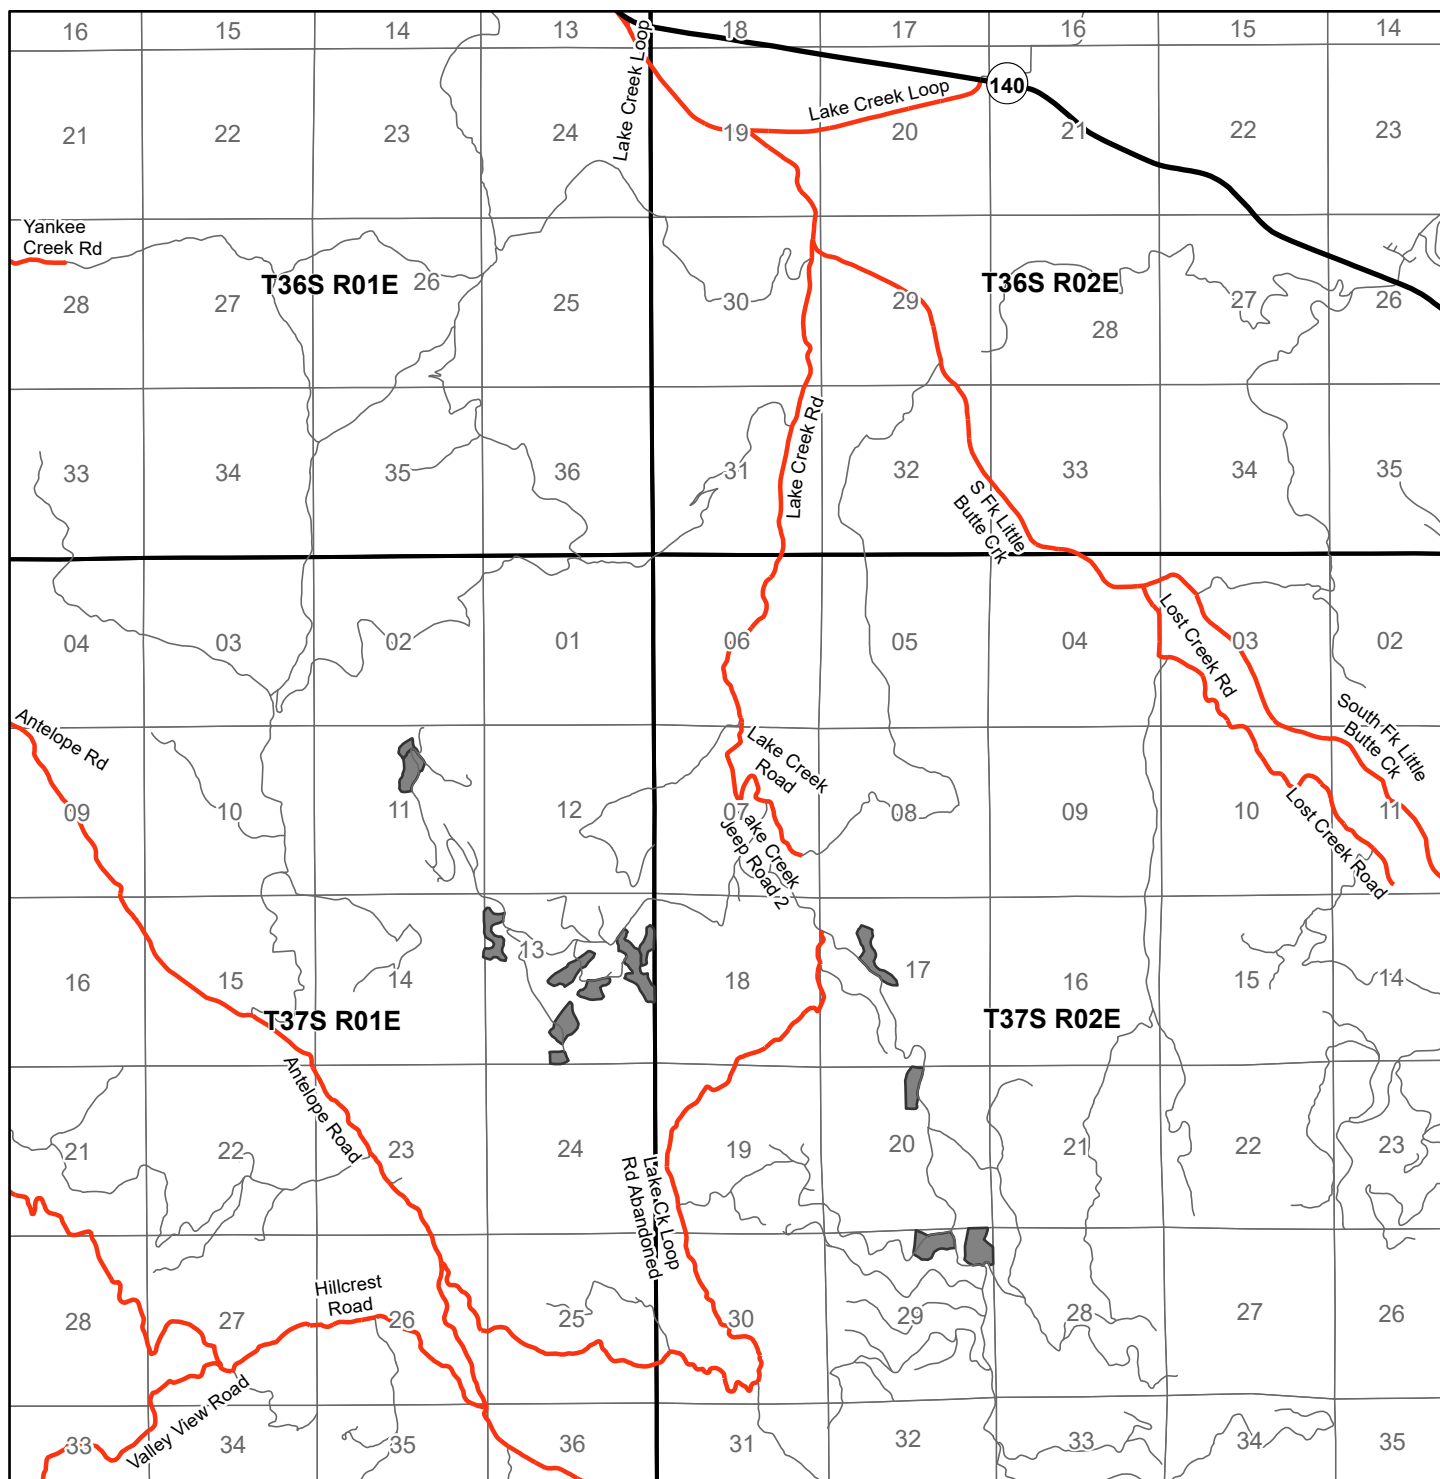 16 15 14 13 18 17 16 15 14
140
Lake Creek Loop
Lake Creek Loop
21 22 23 24 19 20 21 22 23
Yankee
Creek Rd
T36S R01E
T36S R02E
28 27 26 25 30 29 28 27 26
Lake Creek Rd
33 34 35 36 31 32 33 34 35
S Fk Little
Butte Crk
04 03 02 01 06 05 04 03 02
Lost Creek Rd
South Fk Little
Butte Ck
Antelope Rd
Lake Creek
Road
09 10 11 12 07 08 09 10 11
Lake Creek
Jeep Road 2
Lost Creek Road
16 15 14 13 18 17 16 15 14
T37S R01E
T37S R02E
Antelope Road
21 22 23 24 19 20 21 22 23
Lake Ck Loop
Rd Abandoned
Hillcrest
Road
28 27 26 25 30 29 28 27 26
Valley View Road
33 34 35 36 31 32 33 34 35